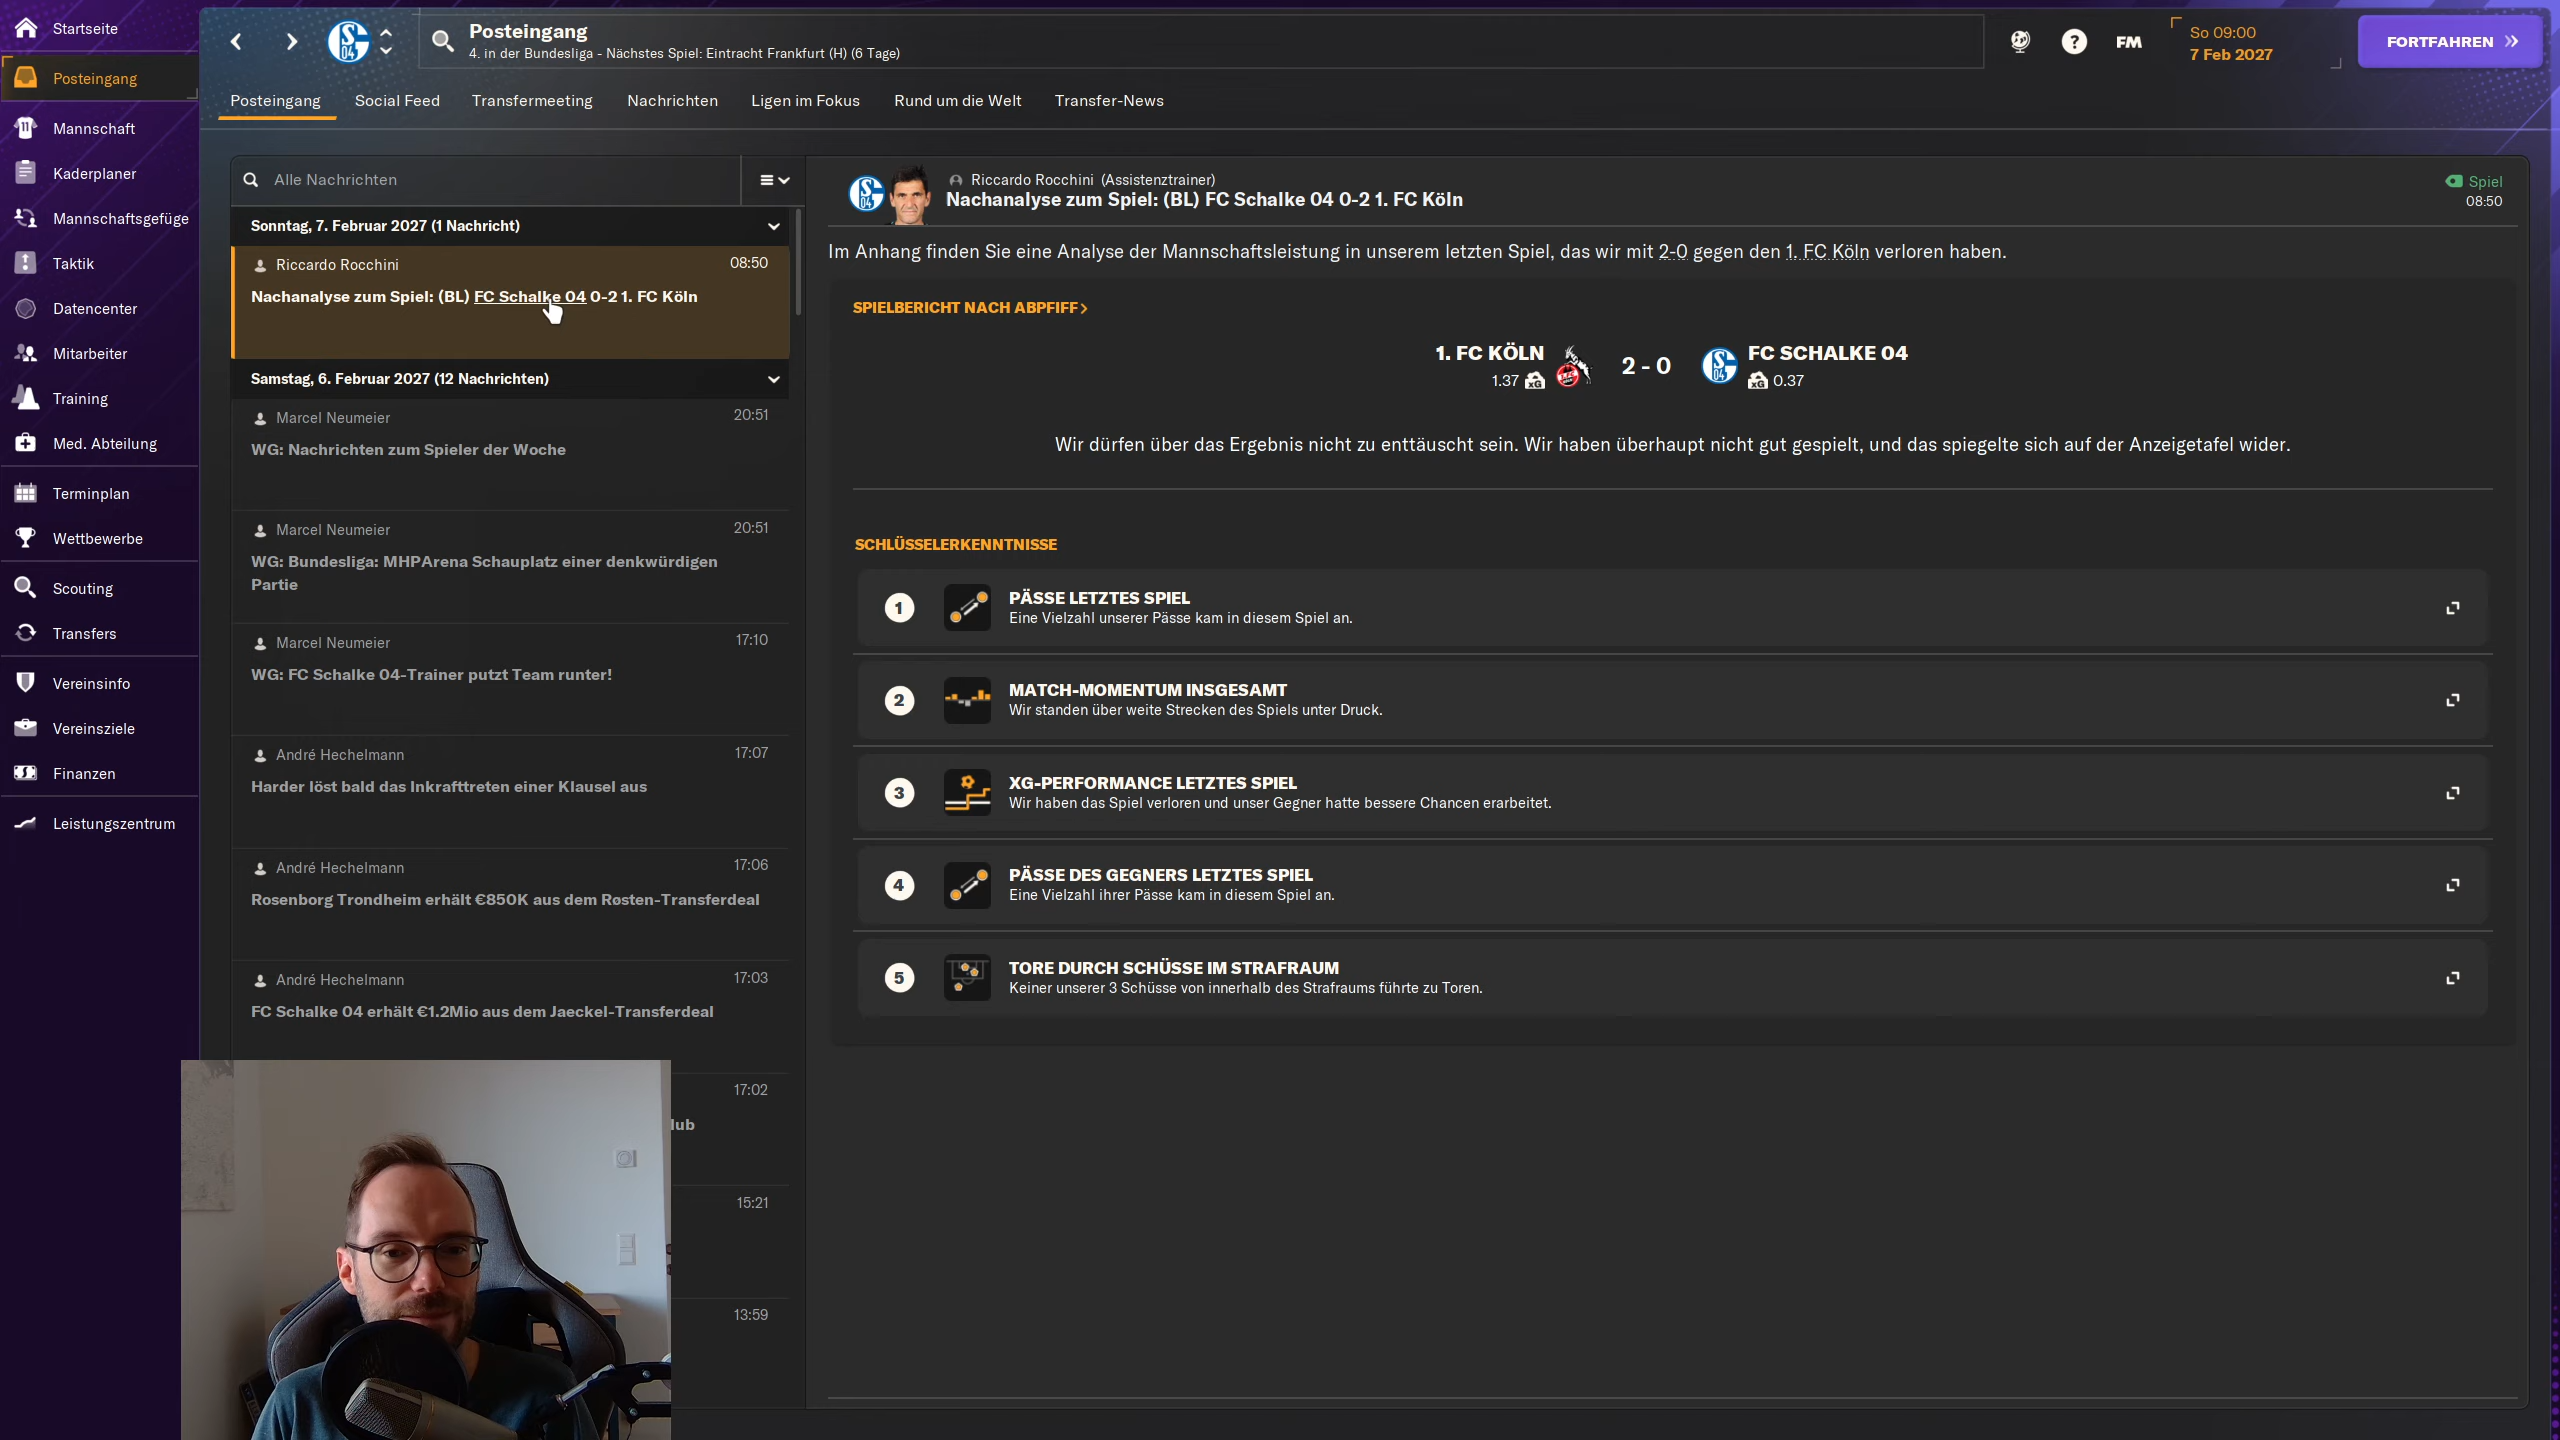 Startseite
Posteingang
Mannschaft
Kaderplaner
Mannschaftsgefüge
Taktik
Datencenter
Mitarbeiter
Training
Med. Abteilung
Terminplan
Wettbewerbe
Scouting
Transfers
Vereinsinfo
Vereinsziele
Finanzen
Leistungszentrum
Posteingang
4. in der Bundesliga - Nächstes Spiel: Eintracht Frankfurt (H) (6 Tage)
FM
So 09:00
7 Feb 2027
FORTFAHREN
Posteingang Social Feed Transfermeeting Nachrichten Ligen im Fokus Rund um die Welt Transfer-News
Alle Nachrichten
Sonntag, 7. Februar 2027 (1 Nachricht)
Riccardo Rocchini 08:50
Nachanalyse zum Spiel: (BL) FC Schalke 04 0-2 1. FC Köln
Samstag, 6. Februar 2027 (12 Nachrichten)
Marcel Neumeier 20:51
WG: Nachrichten zum Spieler der Woche
Marcel Neumeier 20:51
WG: Bundesliga: MHPArena Schauplatz einer denkwürdigen
Partie
Marcel Neumeier 17:10
WG: FC Schalke 04-Trainer putzt Team runter!
André Hechelmann 17:07
Harder löst bald das Inkrafttreten einer Klausel aus
André Hechelmann 17:06
Rosenborg Trondheim erhält €850K aus dem Røsten-Transferdeal
André Hechelmann 17:03
FC Schalke 04 erhält €1.2Mio aus dem Jaeckel-Transferdeal
17:02
lub
15:21
13:59
Riccardo Rocchini (Assistenztrainer)
Nachanalyse zum Spiel: (BL) FC Schalke 04 0-2 1. FC Köln
Spiel
08:50
Im Anhang finden Sie eine Analyse der Mannschaftsleistung in unserem letzten Spiel, das wir mit 2-0 gegen den 1. FC Köln verloren haben.
SPIELBERICHT NACH ABPFIFF
1. FC KÖLN 2 - 0 FC SCHALKE 04
1.37 xG xG 0.37
Wir dürfen über das Ergebnis nicht zu enttäuscht sein. Wir haben überhaupt nicht gut gespielt, und das spiegelte sich auf der Anzeigetafel wider.
SCHLÜSSELERKENNTNISSE
1 PÄSSE LETZTES SPIEL
Eine Vielzahl unserer Pässe kam in diesem Spiel an.
2 MATCH-MOMENTUM INSGESAMT
Wir standen über weite Strecken des Spiels unter Druck.
3 XG-PERFORMANCE LETZTES SPIEL
Wir haben das Spiel verloren und unser Gegner hatte bessere Chancen erarbeitet.
4 PÄSSE DES GEGNERS LETZTES SPIEL
Eine Vielzahl ihrer Pässe kam in diesem Spiel an.
5 TORE DURCH SCHÜSSE IM STRAFRAUM
Keiner unserer 3 Schüsse von innerhalb des Strafraums führte zu Toren.